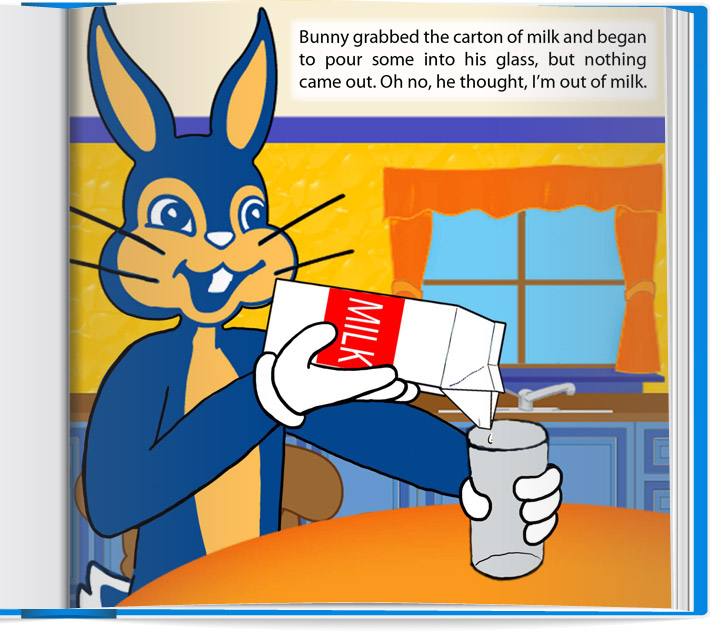 Bunny grabbed the carton of milk and began
to pour some into his glass, but nothing
came out. Oh no, he thought, I’m out of milk.
MILK